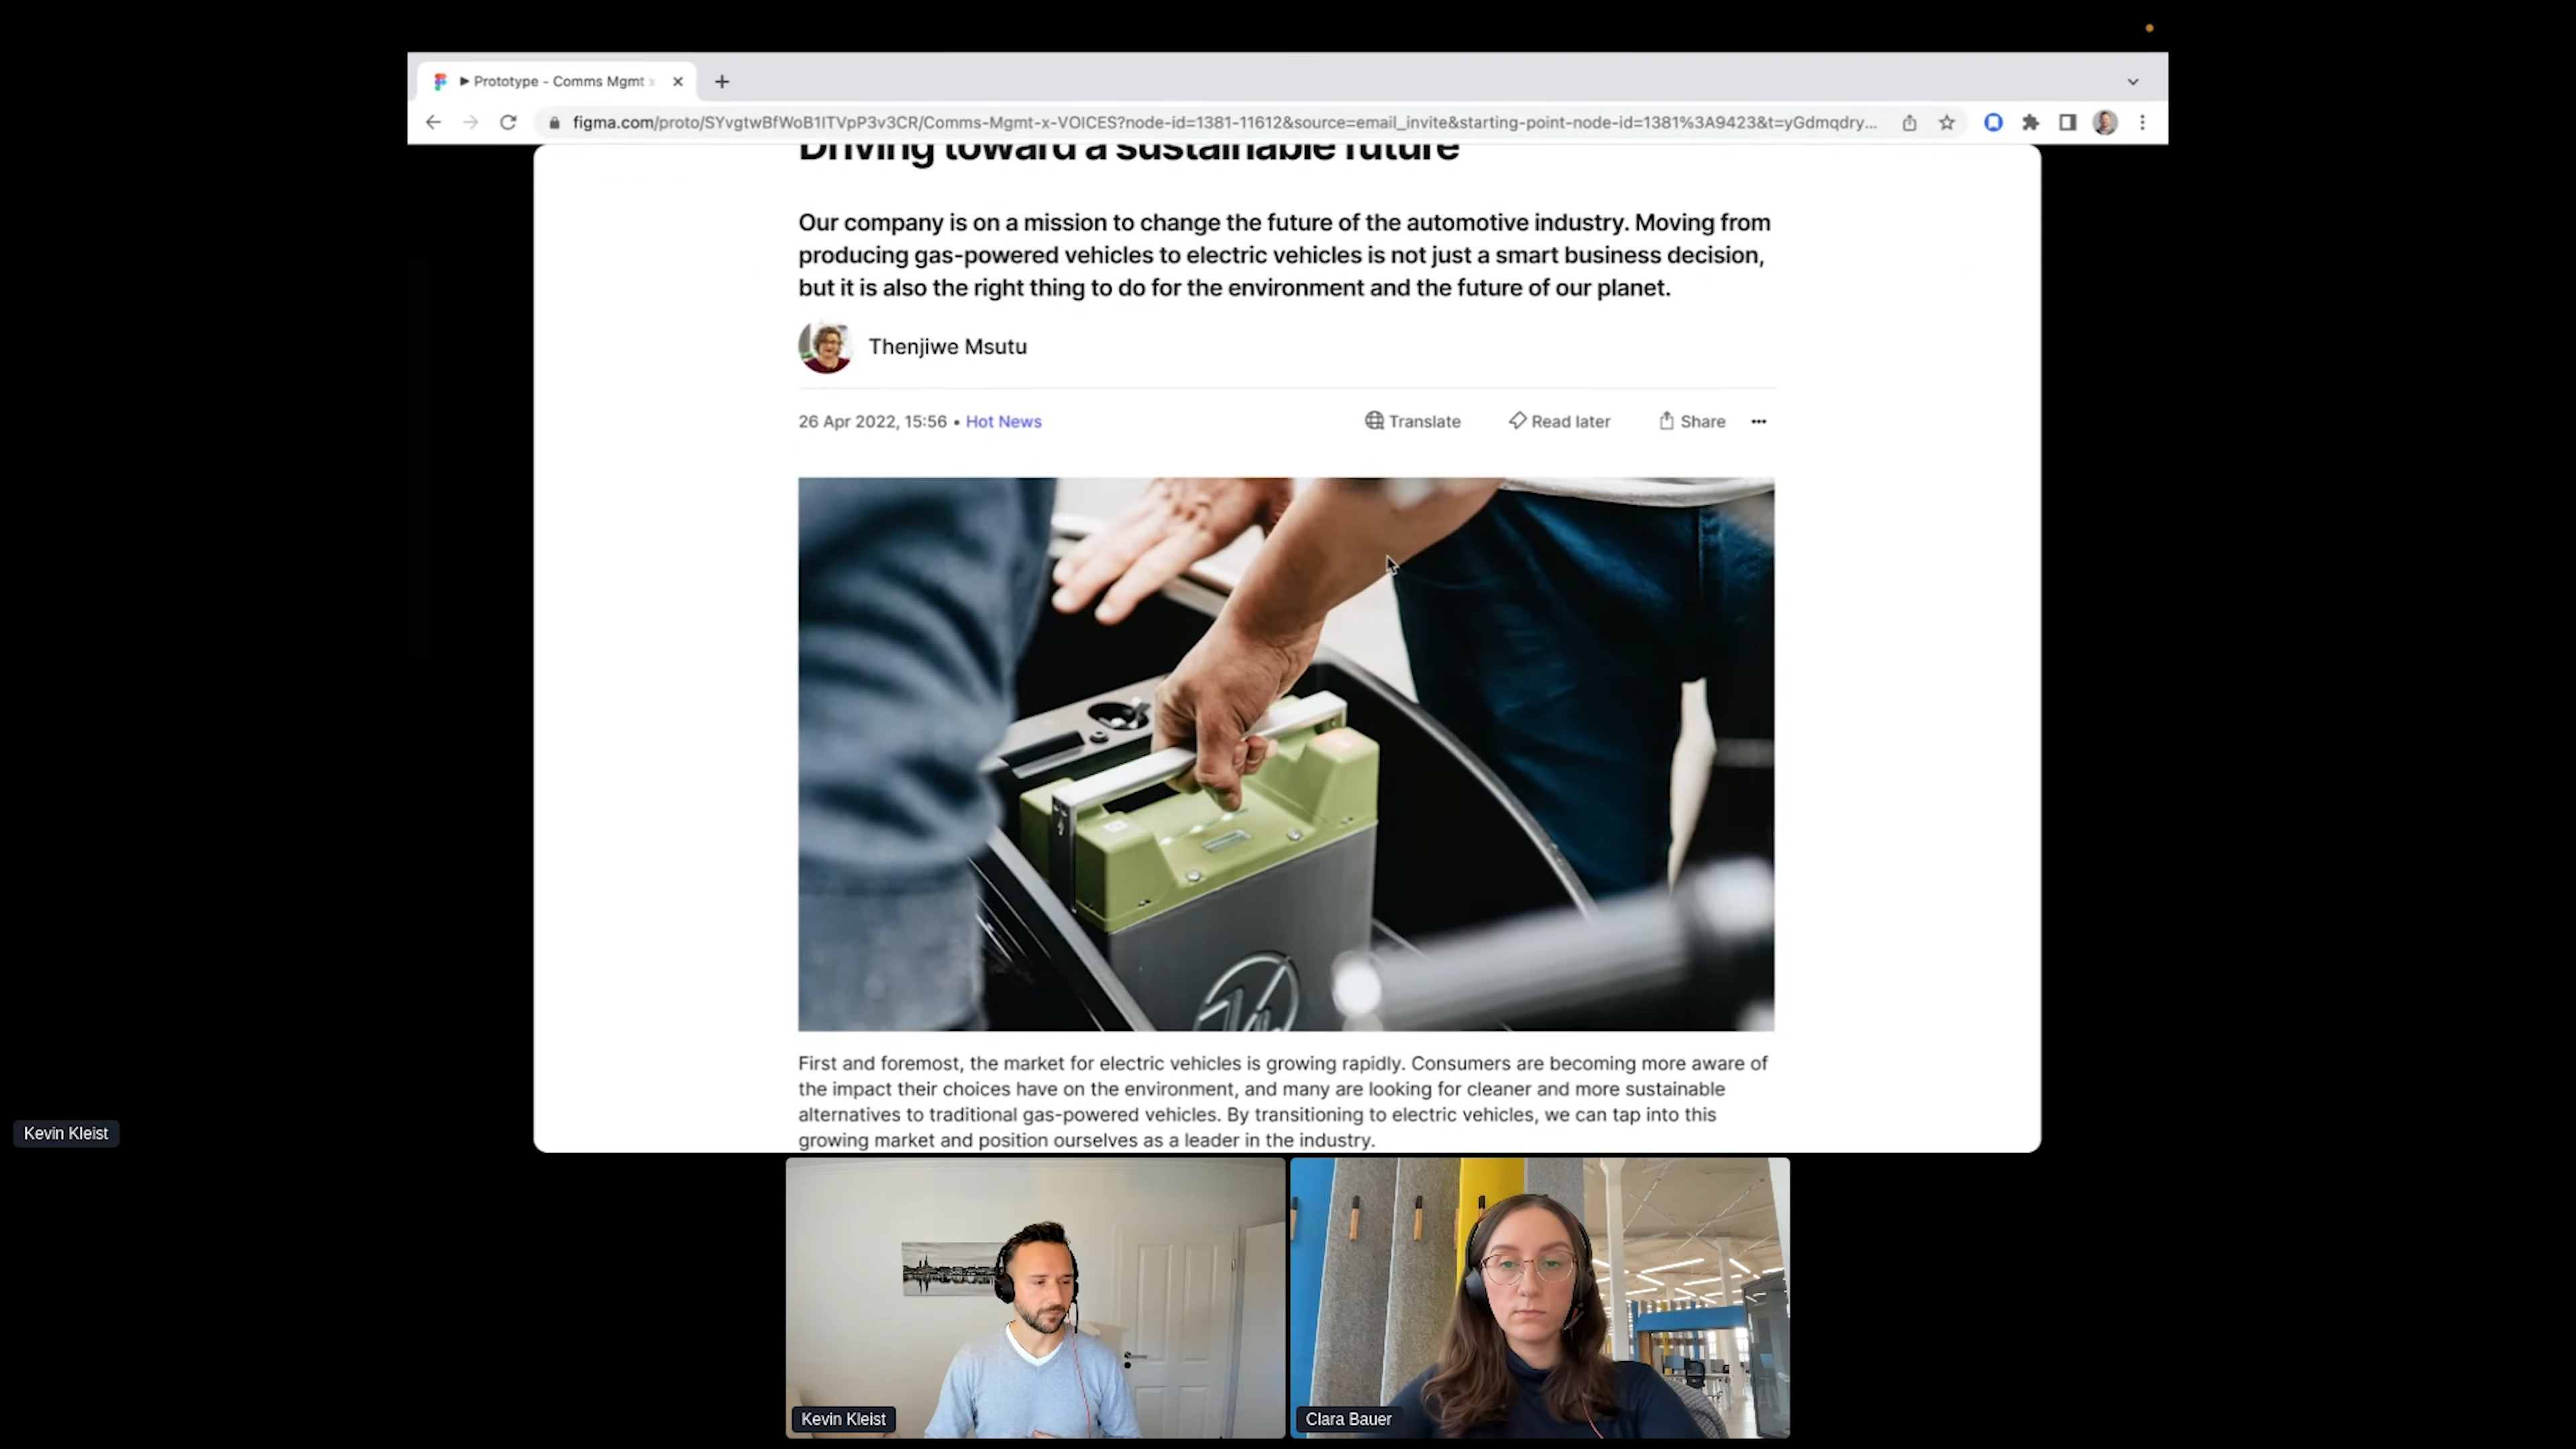 ▶ Prototype - Comms Mgmt
figma.com/proto/SYvgtwBfWoB1ITVpP3v3CR/Comms-Mgmt-x-VOICES?node-id=1381-11612&source=email_invite&starting-point-node-id=1381%3A9423&t=yGdmqdry...
Driving toward a sustainable future
Our company is on a mission to change the future of the automotive industry. Moving from
producing gas-powered vehicles to electric vehicles is not just a smart business decision,
but it is also the right thing to do for the environment and the future of our planet.
Thenjiwe Msutu
26 Apr 2022, 15:56 • Hot News
Translate
Read later
Share
First and foremost, the market for electric vehicles is growing rapidly. Consumers are becoming more aware of
the impact their choices have on the environment, and many are looking for cleaner and more sustainable
alternatives to traditional gas-powered vehicles. By transitioning to electric vehicles, we can tap into this
growing market and position ourselves as a leader in the industry.
Kevin Kleist
Kevin Kleist
Clara Bauer